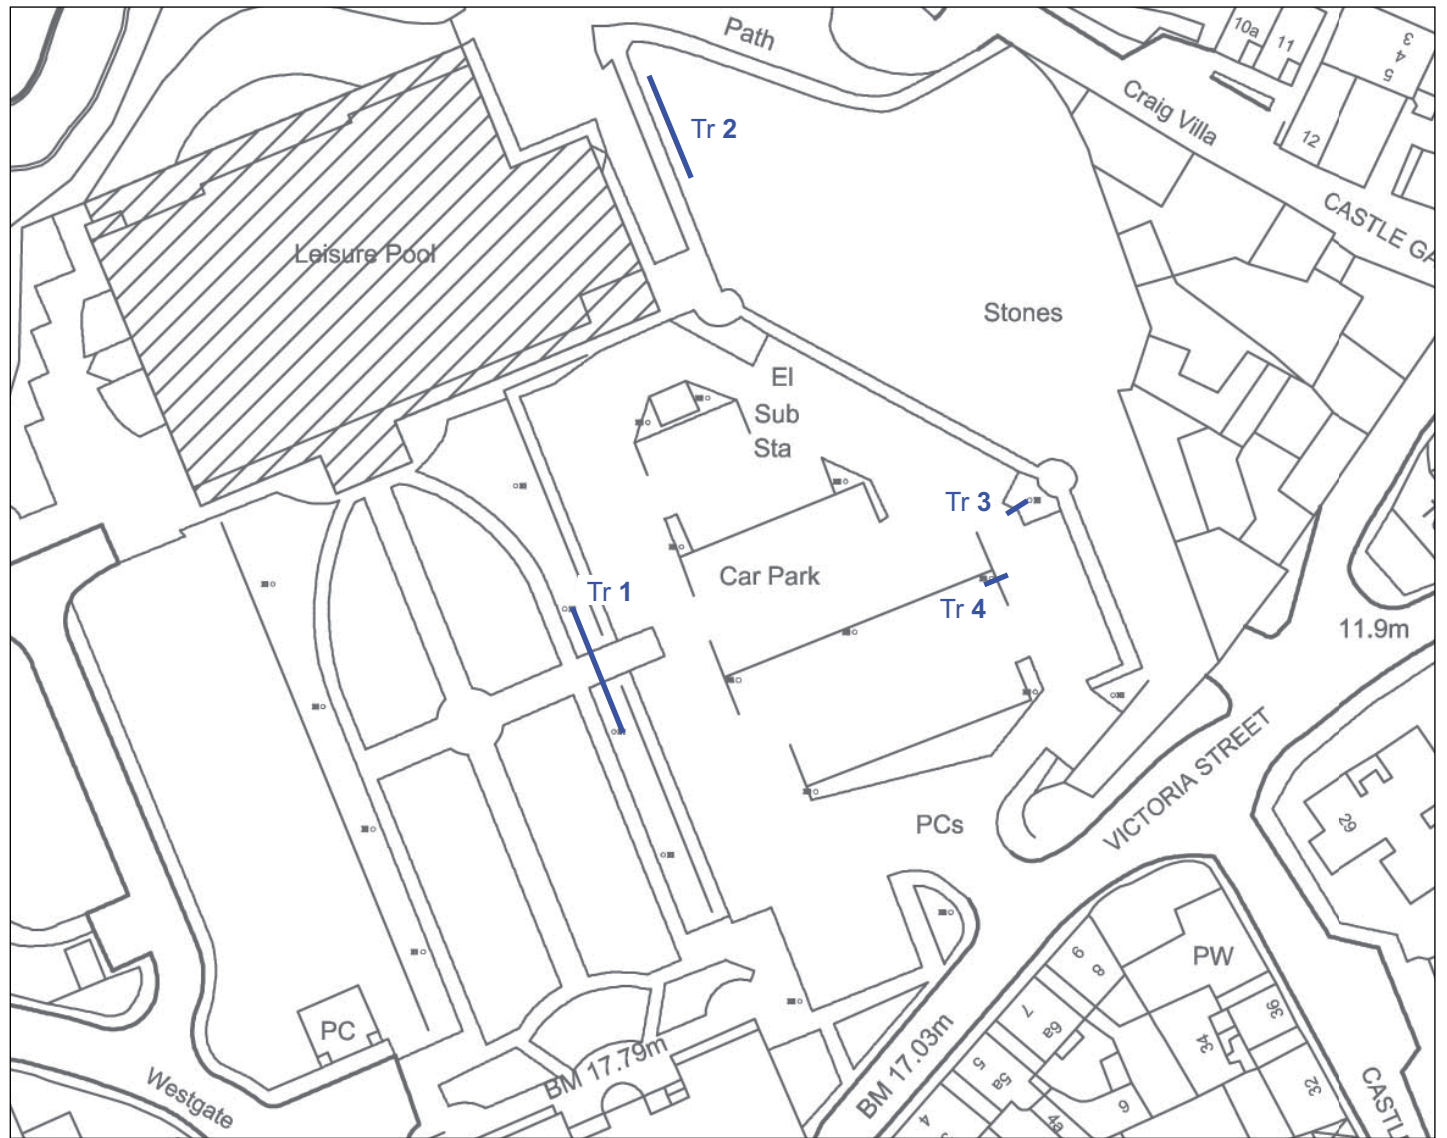 Path
10a
11
3
4
5
Craig Villa
12
Tr 2
CASTLE GA
Leisure Pool
Stones
El
Sub
Sta
Tr 3
Car Park
Tr 1
Tr 4
11.9m
VICTORIA STREET
PCs
29
PW
9
8
7
6a
36
34
5
5a
32
6
4a
4
PC
BM 17.79m
BM 17.03m
Westgate
CASTL